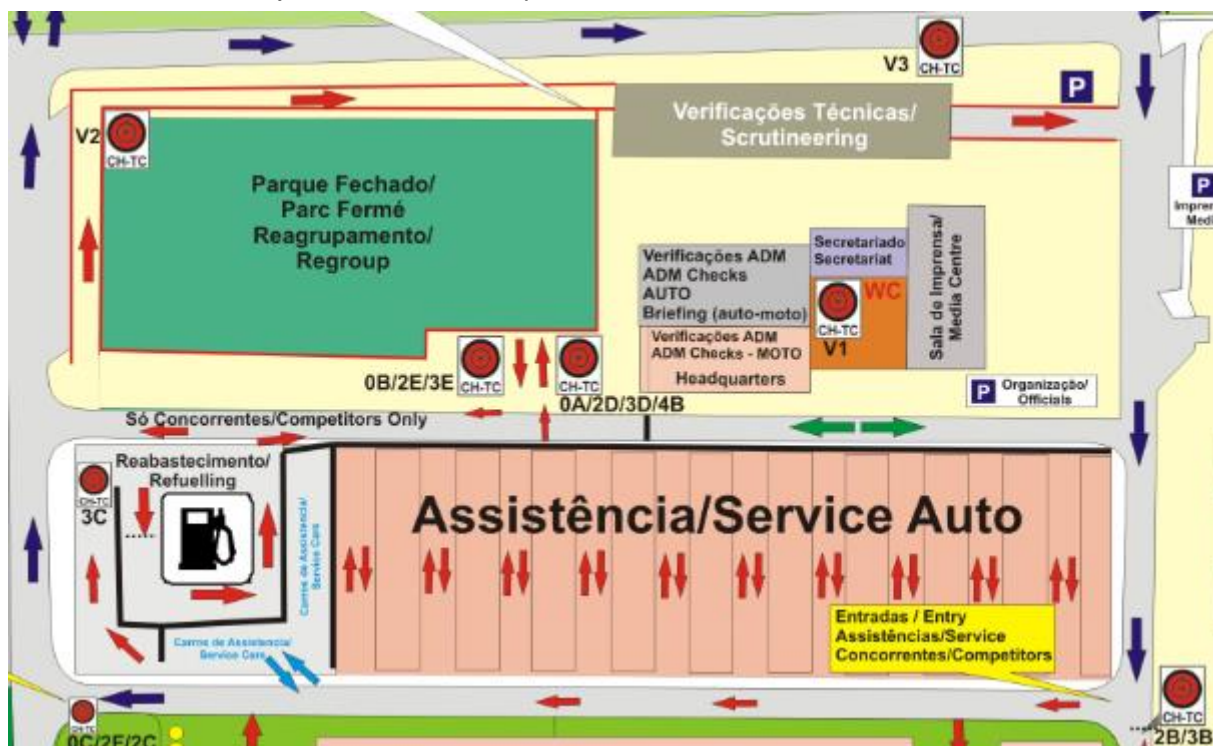 V3
CH-TC
P
Verificações Técnicas/
Scrutineering
V2
CH-TC
Parque Fechado/
Parc Fermé
Reagrupamento/
Regroup
P
Verificações ADM
ADM Checks
AUTO
Briefing (auto-moto)
Secretariado
Secretariat
WC
CH-TC
V1
Sala de Imprensa/
Media Centre
Verificações ADM
ADM Checks - MOTO
Headquarters
0B/2E/3E
CH-TC
CH-TC
0A/2D/3D/4B
P
Organização/
Officials
Só Concorrentes/Competitors Only
Reabastecimento/
Refuelling
CH-TC
3C
Carros de Assistência/
Service Cars
Assistência/Service Auto
Carros de Assistência/
Service Cars
Entradas / Entry
Assistências/Service
Concorrentes/Competitors
CH-TC
2B/3B
CH-TC